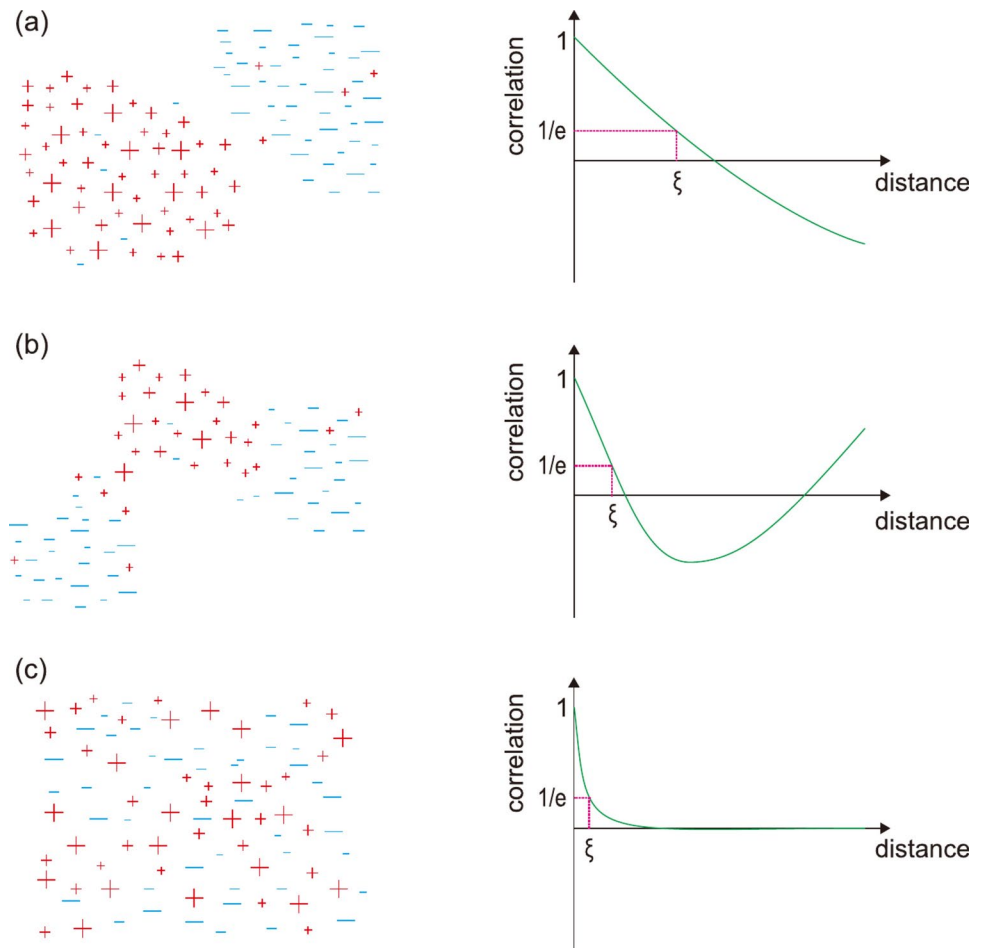 (a)
1
correlation
1/e
ξ
distance
(b)
1
correlation
1/e
ξ
distance
(c)
1
correlation
1/e
ξ
distance